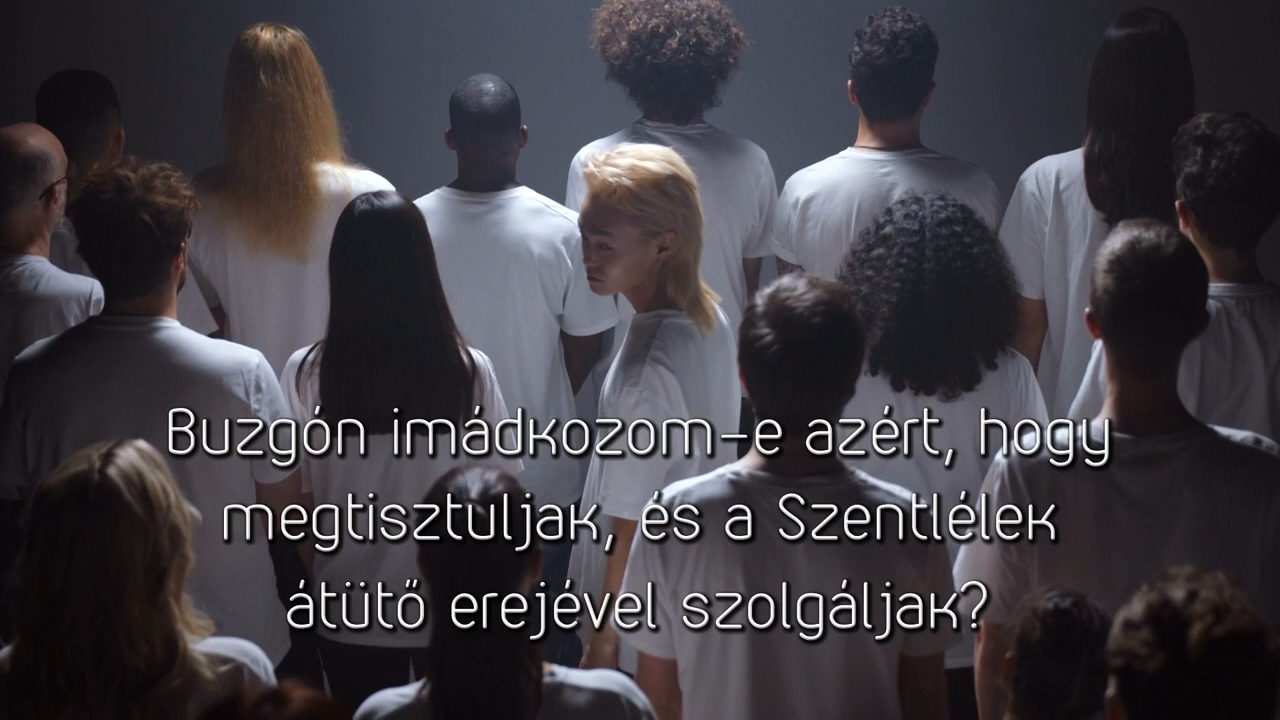 Buzgón imádkozom-e azért, hogy
megtisztuljak, és a Szentlélek
átütő erejével szolgáljak?